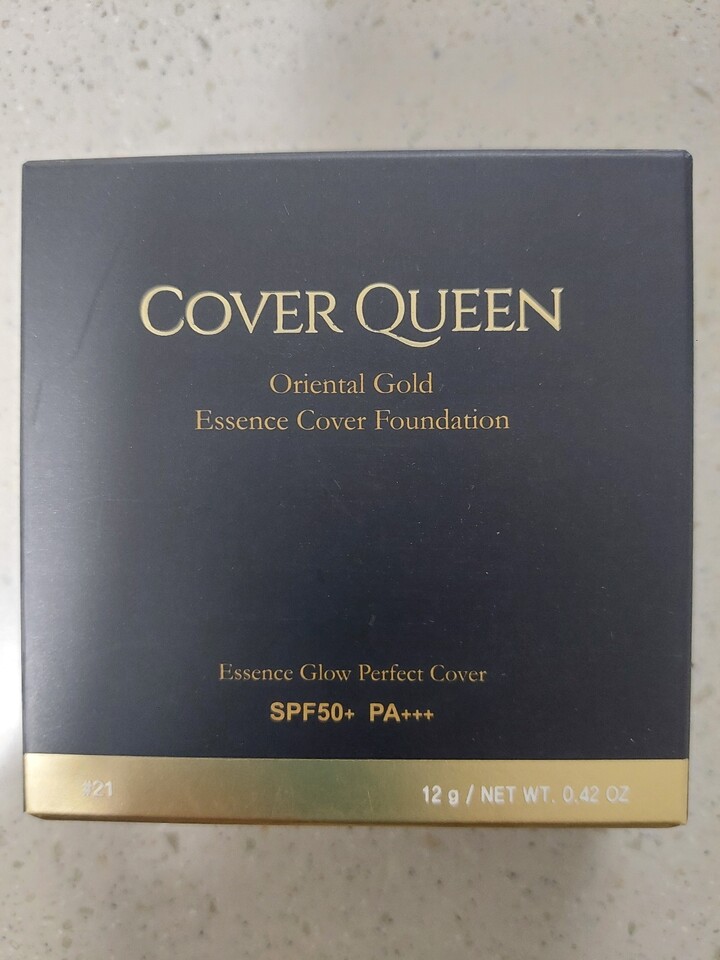 COVER QUEEN
Oriental Gold
Essence Cover Foundation
Essence Glow Perfect Cover
SPF50+ PA+++
#21
12 g / NET WT. 0.42 OZ